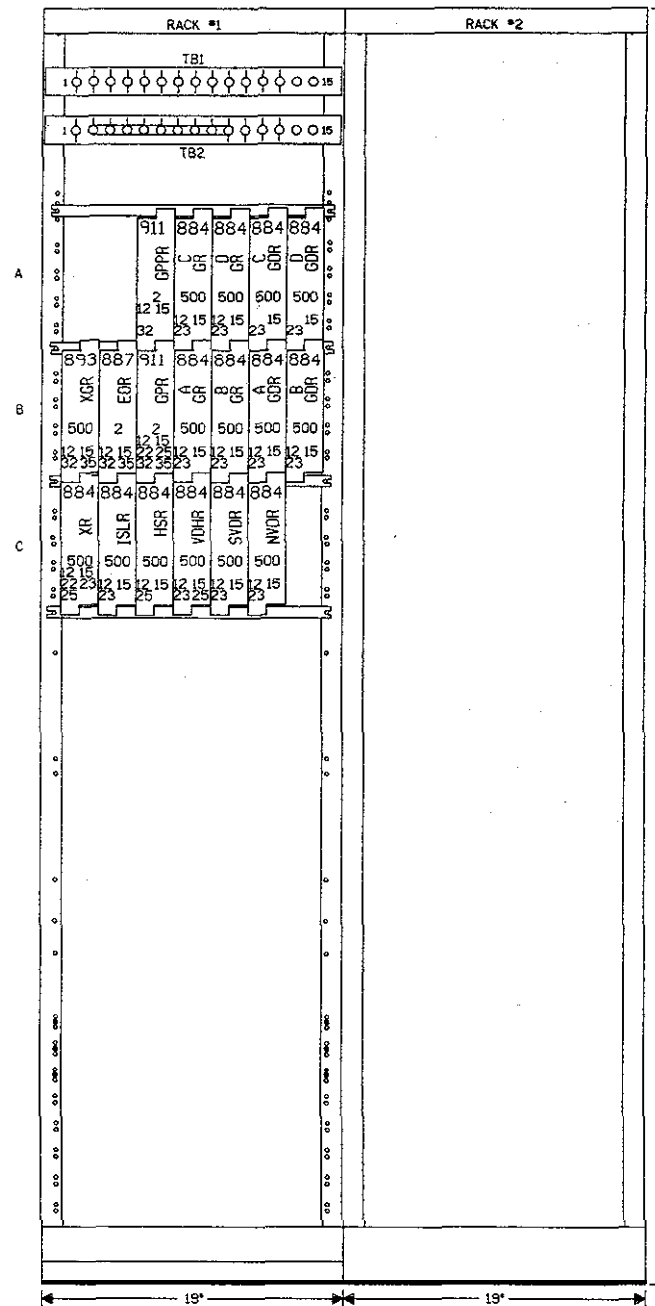 RACK #1 RACK #2
TB1
1 15
1 15
TB2
A
911 884 884 884 884
GPPR C GR D GR C GDR D GDR
2 500 500 500 500
12 15 12 15 12 15 15 15
32 23 23 23 23
B
893 887 911 884 884 884 884
XGR EOR GPR A GR B GR A GDR B GDR
500 2 2 500 500 500 500
12 15 12 15 12 15 12 15 12 15 12 15 12 15
32 35 32 35 22 25 23 23 23 23
32 35
C
884 884 884 884 884 884
XR ISLR HSR VDHR SVDR NVDR
500 500 500 500 500 500
12 15 12 15 12 15 12 15 12 15 12 15
22 23 23 25 23 25 23 23
25
19" 19"